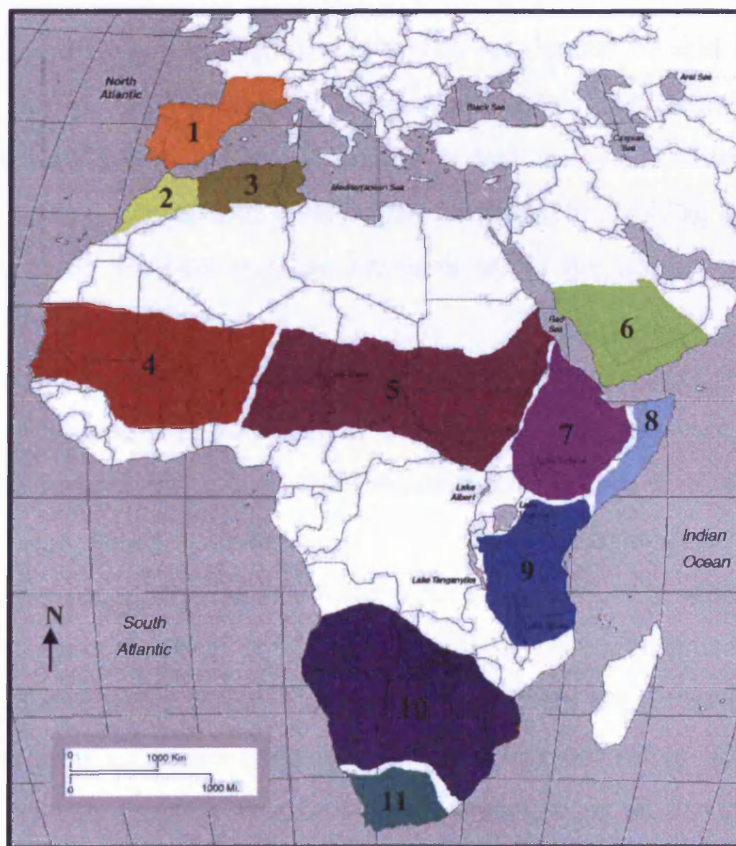 North
Atlantic
Aral Sea
Black Sea
Caspian
Sea
1
Mediterranean Sea
2
3
Red
Sea
6
4
5
7
8
Lake
Albert
Indian
Ocean
Lake Tanganyika
9
N
South
Atlantic
10
0
1000 Km
0
1000 Mi.
11